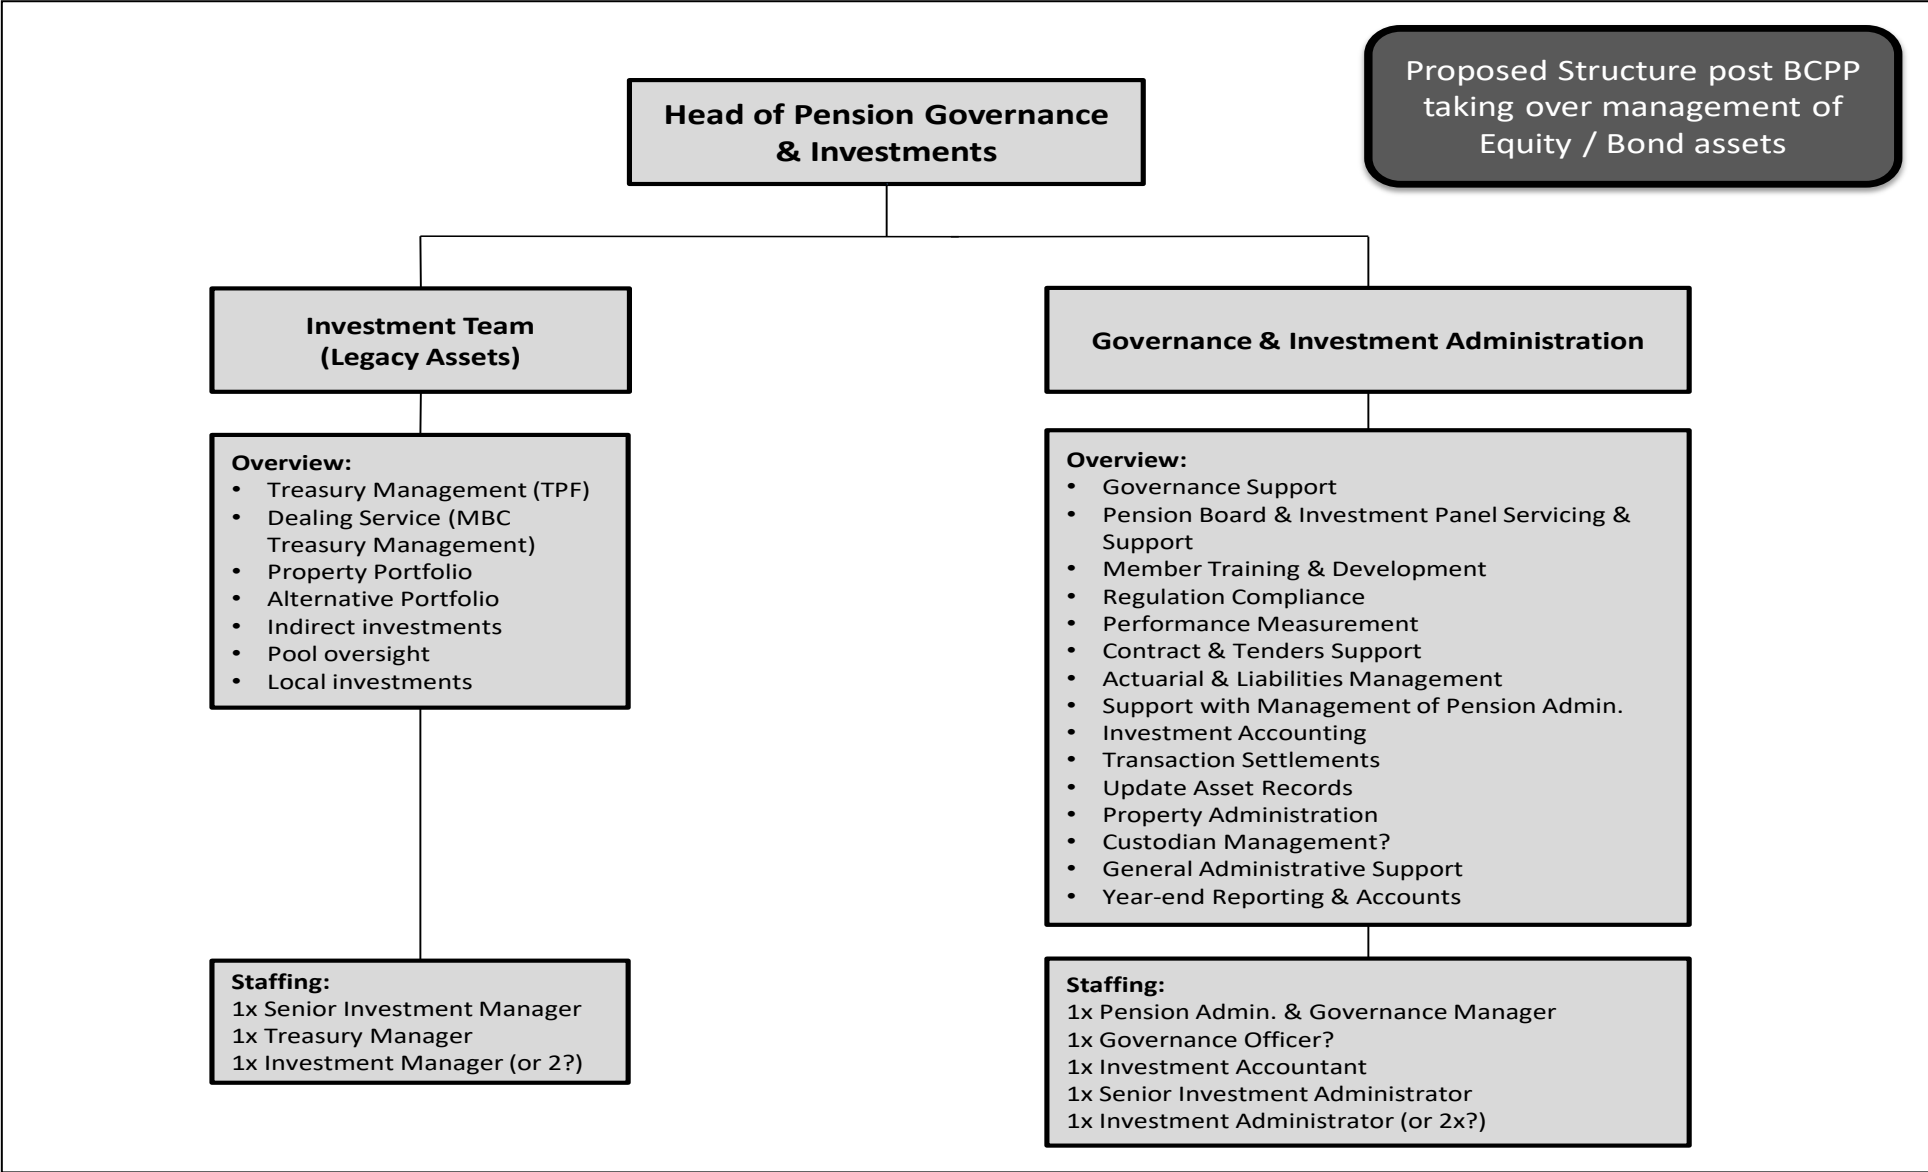 Proposed Structure post BCPP
taking over management of
Equity / Bond assets
Head of Pension Governance
& Investments
Investment Team
(Legacy Assets)
Governance & Investment Administration
Overview:
• Treasury Management (TPF)
• Dealing Service (MBC
Treasury Management)
• Property Portfolio
• Alternative Portfolio
• Indirect investments
• Pool oversight
• Local investments
Overview:
• Governance Support
• Pension Board & Investment Panel Servicing &
Support
• Member Training & Development
• Regulation Compliance
• Performance Measurement
• Contract & Tenders Support
• Actuarial & Liabilities Management
• Support with Management of Pension Admin.
• Investment Accounting
• Transaction Settlements
• Update Asset Records
• Property Administration
• Custodian Management?
• General Administrative Support
• Year-end Reporting & Accounts
Staffing:
1x Senior Investment Manager
1x Treasury Manager
1x Investment Manager (or 2?)
Staffing:
1x Pension Admin. & Governance Manager
1x Governance Officer?
1x Investment Accountant
1x Senior Investment Administrator
1x Investment Administrator (or 2x?)